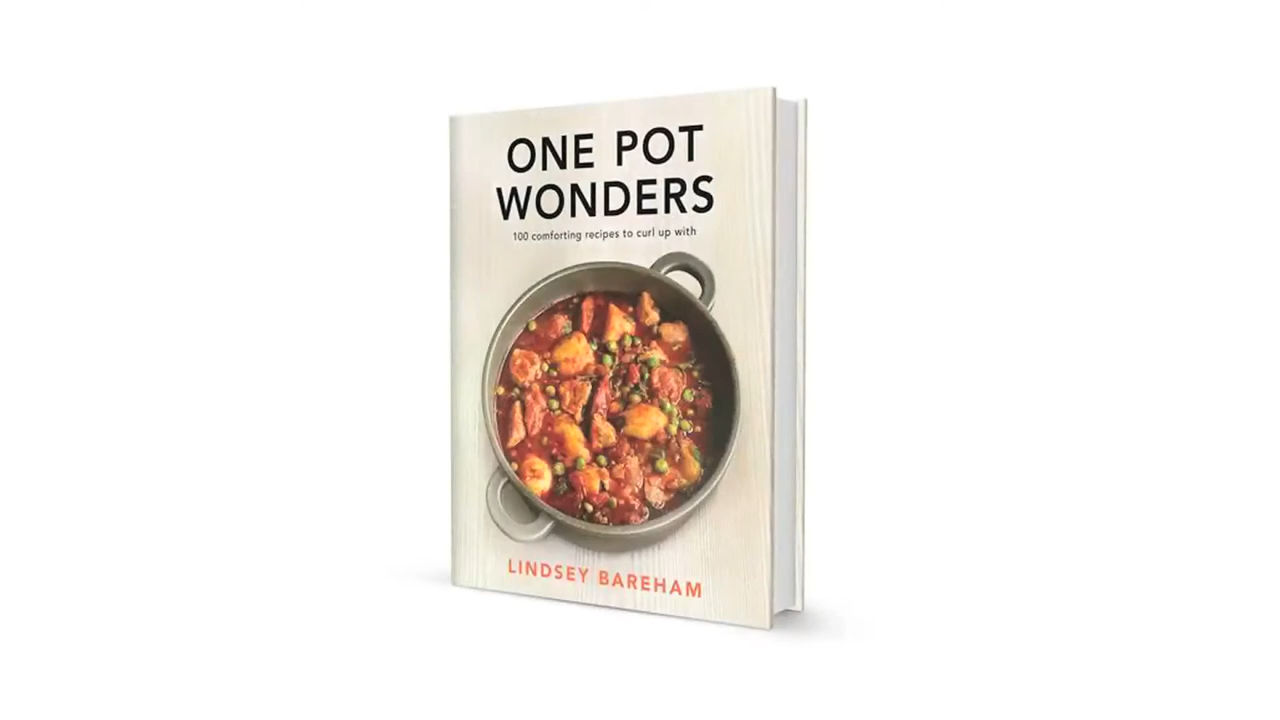 ONE POT
WONDERS
100 comforting recipes to curl up with
LINDSEY BAREHAM